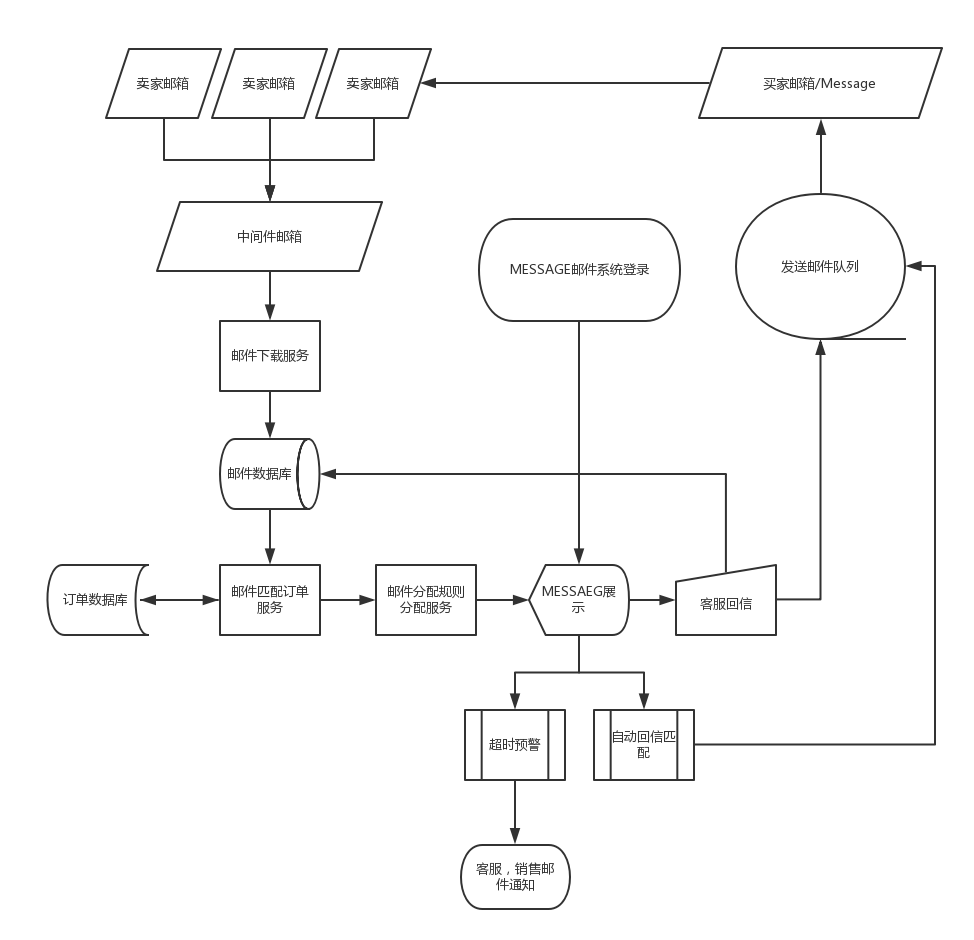 卖家邮箱
卖家邮箱
卖家邮箱
买家邮箱/Message
中间件邮箱
MESSAGE邮件系统登录
发送邮件队列
邮件下载服务
邮件数据库
订单数据库
邮件匹配订单
服务
邮件分配规则
分配服务
MESSAEG展
示
客服回信
超时预警
自动回信匹
配
客服，销售邮
件通知